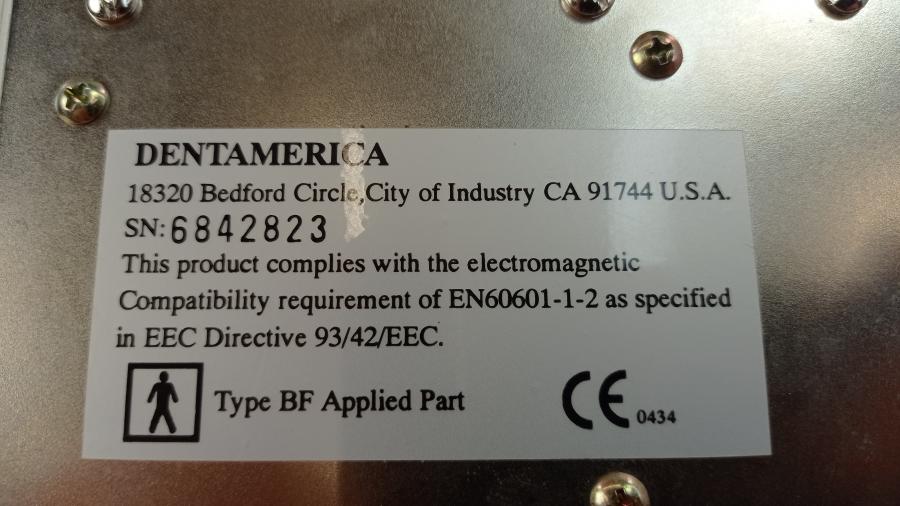 DENTAMERICA
18320 Bedford Circle,City of Industry CA 91744 U.S.A.
SN:6842823
This product complies with the electromagnetic
Compatibility requirement of EN60601-1-2 as specified
in EEC Directive 93/42/EEC.
Type BF Applied Part CE 0434